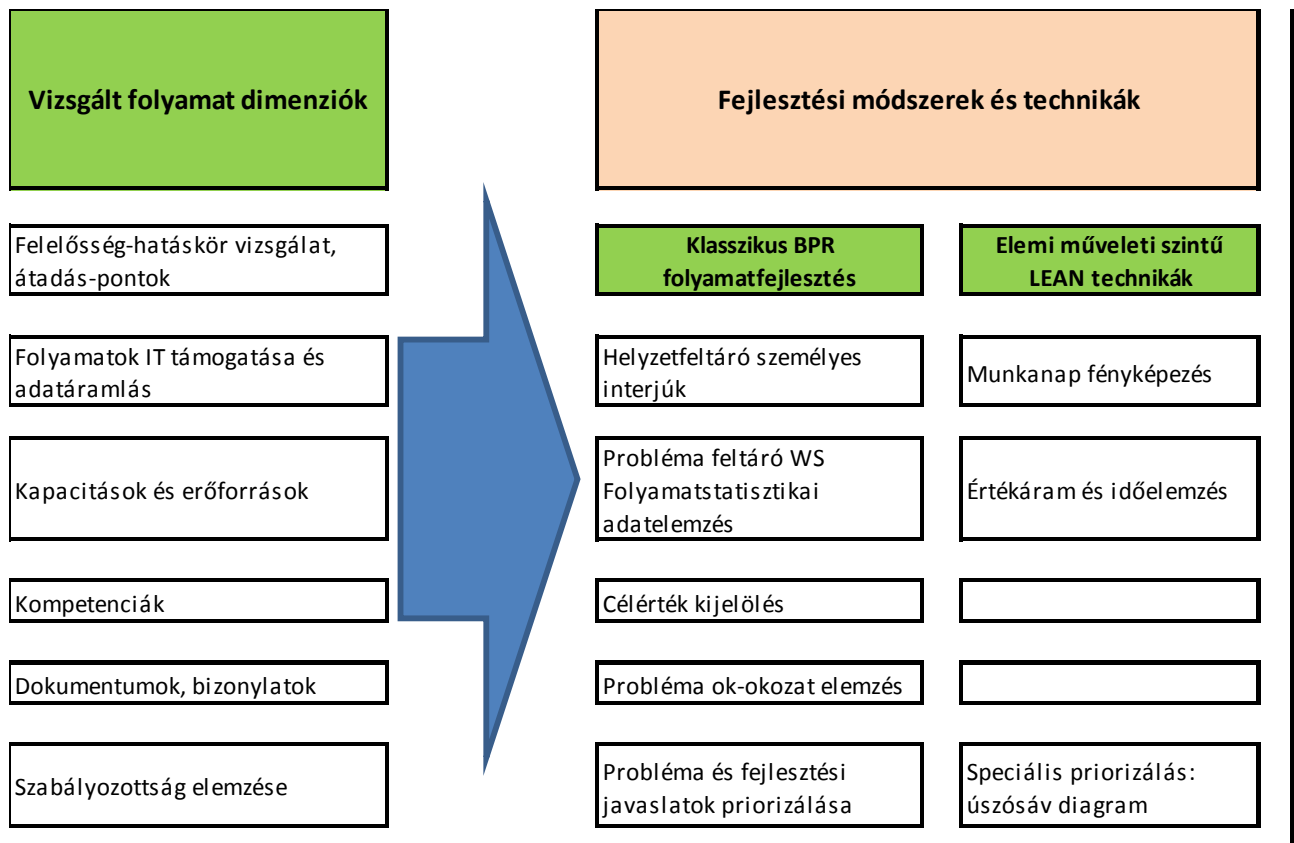 Vizsgált folyamat dimenziók
Fejlesztési módszerek és technikák
Felelősség-hatáskör vizsgálat,
átadás-pontok
Klasszikus BPR
folyamatfejlesztés
Elemi műveleti szintű
LEAN technikák
Folyamatok IT támogatása és
adatáramlás
Helyzetfeltáró személyes
interjúk
Munkanap fényképezés
Kapacitások és erőforrások
Probléma feltáró WS
Folyamatstatisztikai
adatelemzés
Értékáram és időelemzés
Kompetenciák
Célérték kijelölés
Dokumentumok, bizonylatok
Probléma ok-okozat elemzés
Szabályozottság elemzése
Probléma és fejlesztési
javaslatok priorizálása
Speciális priorizálás:
úszósáv diagram